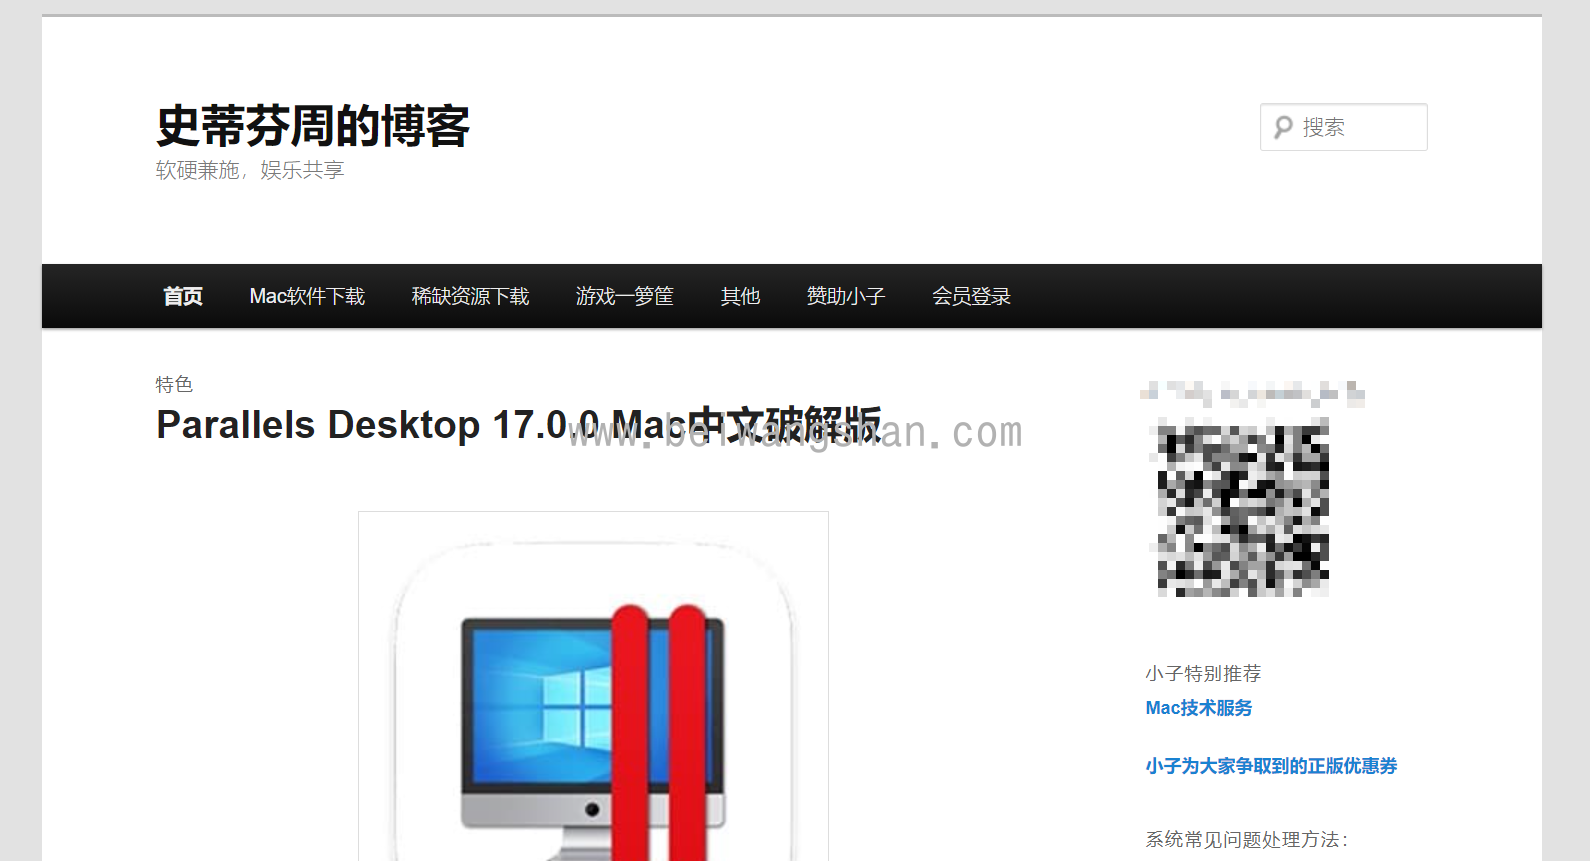 史蒂芬周的博客
软硬兼施，娱乐共享
搜索
首页 Mac软件下载 稀缺资源下载 游戏一箩筐 其他 赞助小子 会员登录
特色
Parallels Desktop 17.0.0 Mac中文破解版
www.beiwangshan.com
小子特别推荐
Mac技术服务
小子为大家争取到的正版优惠券
系统常见问题处理方法：